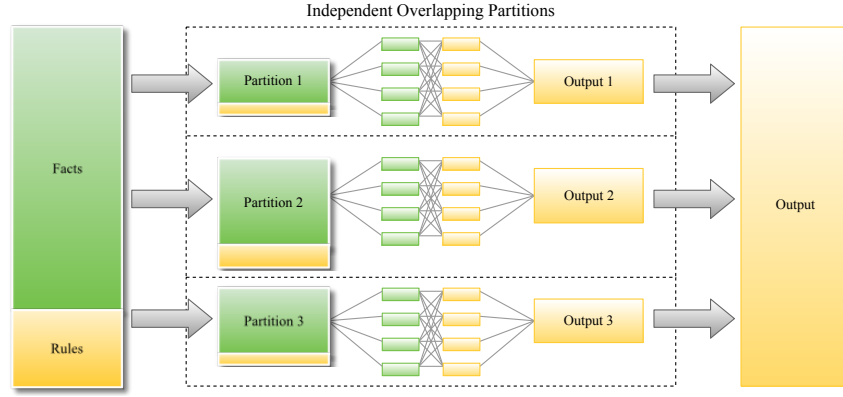 Independent Overlapping Partitions
Facts
Rules
Partition 1
Output 1
Partition 2
Output 2
Partition 3
Output 3
Output